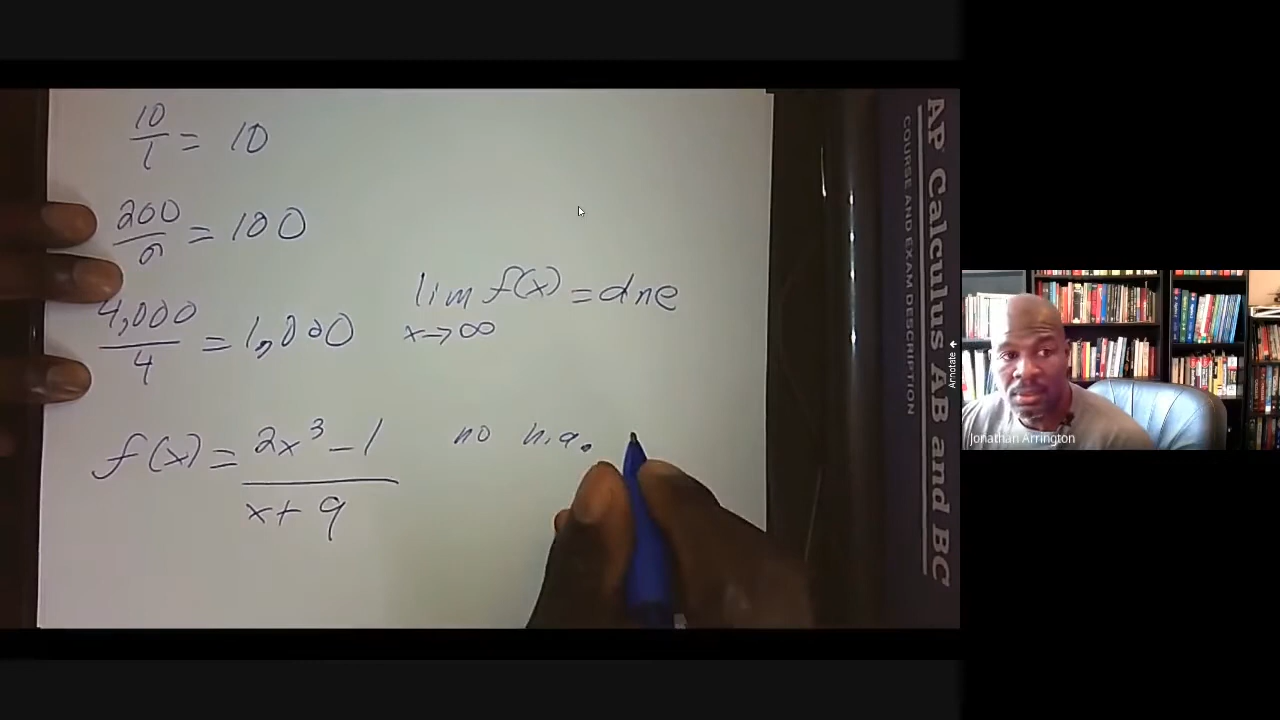 10
— = 10
1
200
— = 100
4,000
— = 1,000
4
lim f(x) = dne
x→∞
f(x) = 2x³ - 1
x + 9
no h.a.
AP Calculus AB and BC
COURSE AND EXAM DESCRIPTION
Annotate
Jonathan Arrington